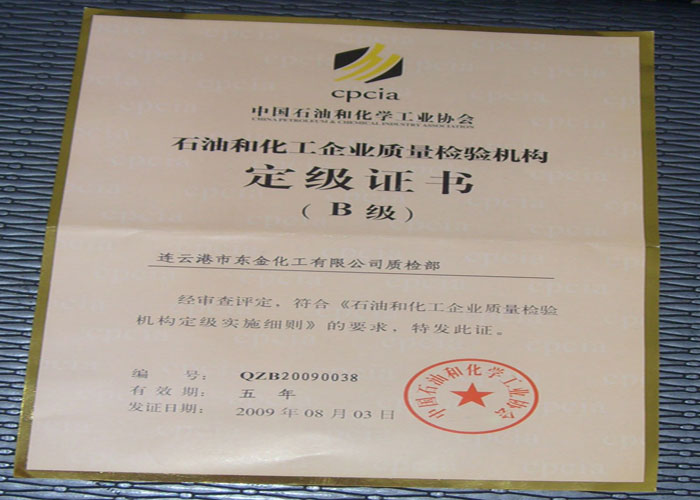 cpcia
中国石油和化学工业协会
CHINA PETROLEUM & CHEMICAL INDUSTRY ASSOCIATION
石油和化工企业质量检验机构
定级证书
（B级）
连云港市东金化工有限公司质检部
经审查评定，符合《石油和化工企业质量检验
机构定级实施细则》的要求，特发此证。
编号：QZB20090038
有效期：五年
发证日期：2009年08月03日
中国石油和化学工业协会